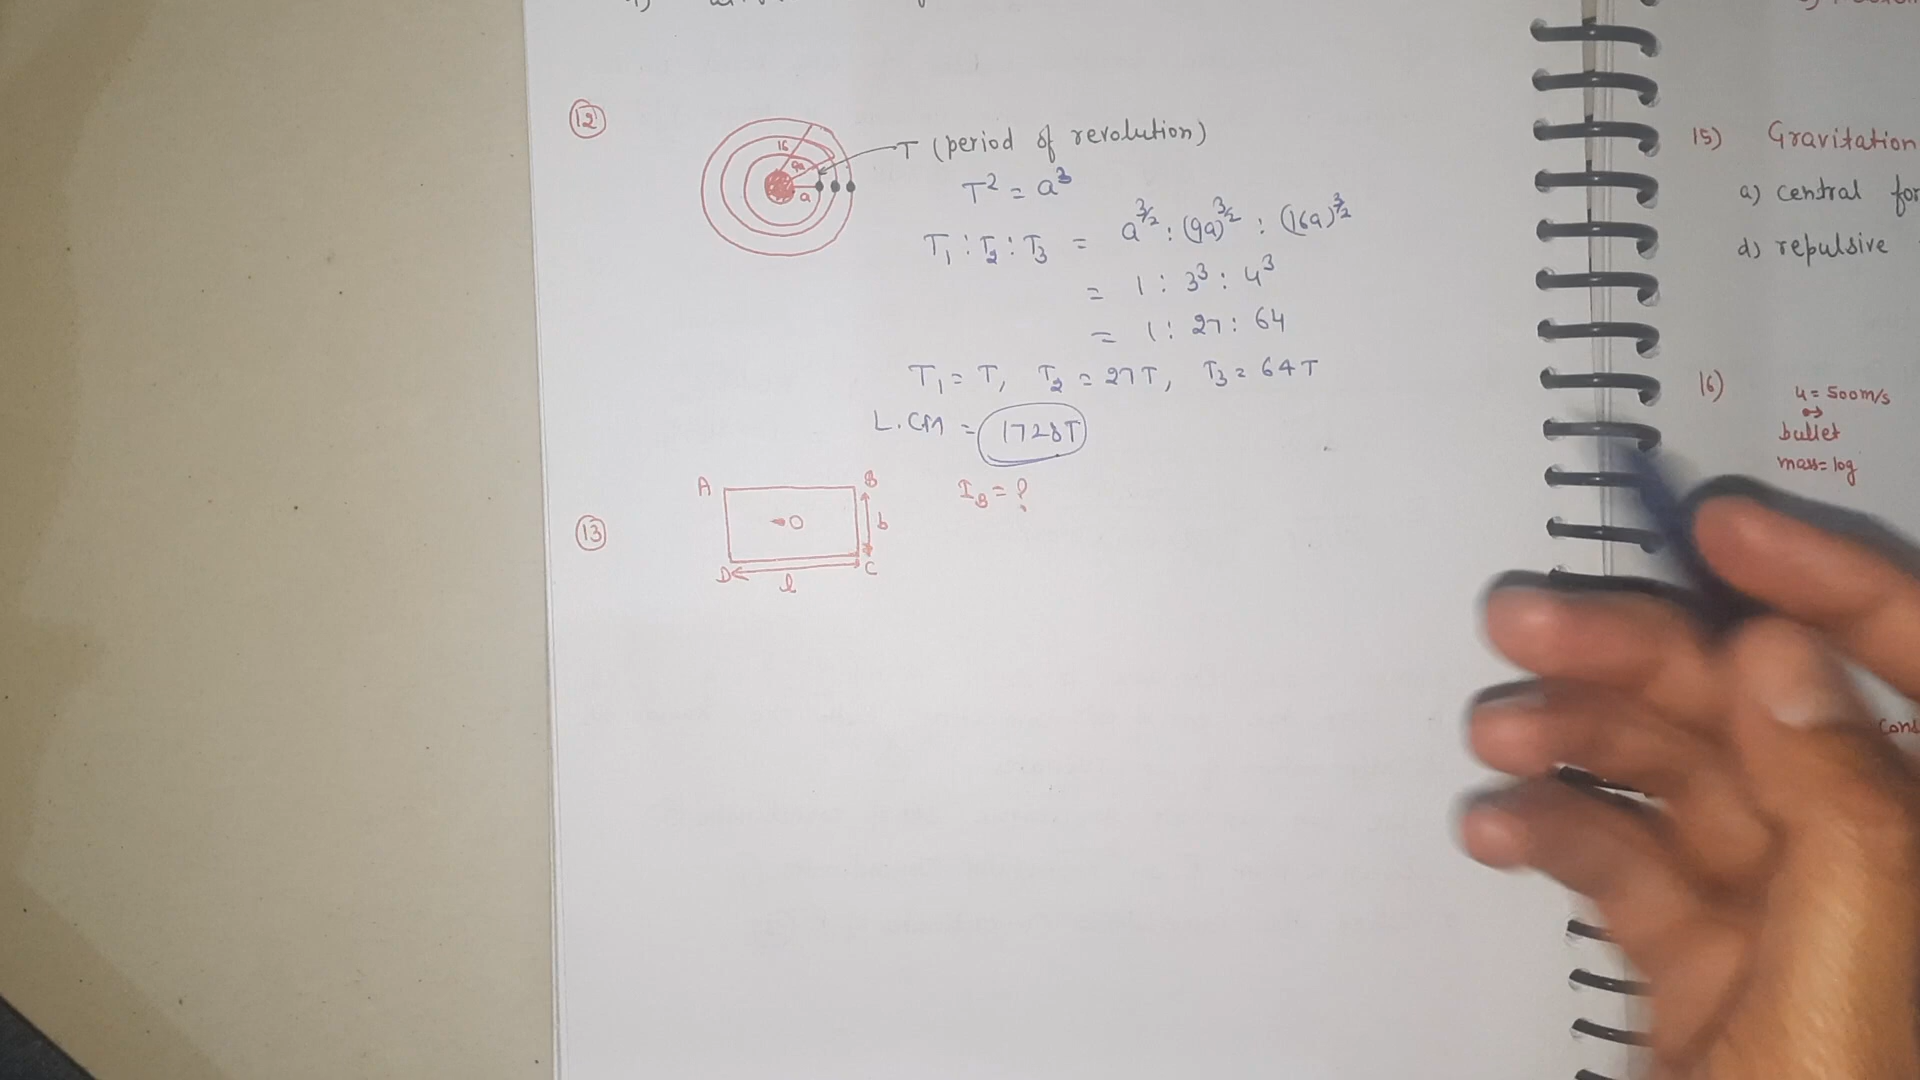 12
T (period of revolution)
16
9a
a
T² = a³
T₁ : T₂ : T₃ = a^3/2 : (9a)^3/2 : (16a)^3/2
= 1 : 3³ : 4³
= 1 : 27 : 64
T₁ = T, T₂ = 27T, T₃ = 64T
L.CM = 1728T
13
A B
O
b
D C
l
I_B = ?
15) Gravitation
a) central for
d) repulsive
16) u = 500m/s
bullet
mass = 10g
cons